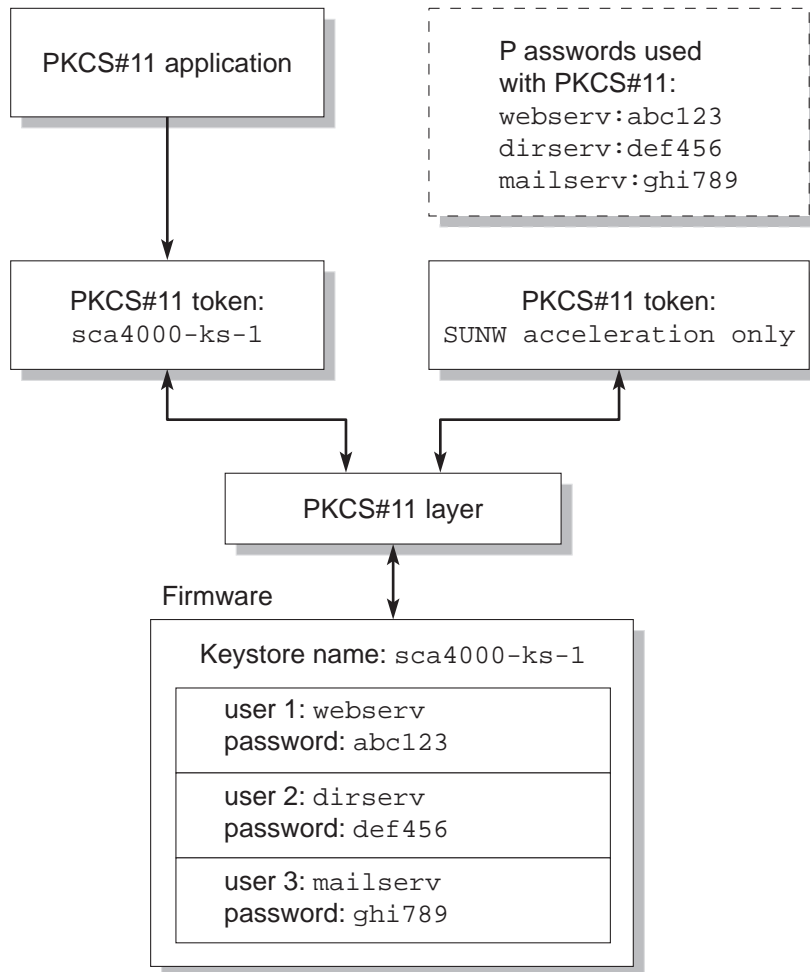 PKCS#11 application
P asswords used
with PKCS#11:
webserv:abc123
dirserv:def456
mailserv:ghi789
PKCS#11 token:
sca4000-ks-1
PKCS#11 token:
SUNW acceleration only
PKCS#11 layer
Firmware
Keystore name: sca4000-ks-1
user 1: webserv
password: abc123
user 2: dirserv
password: def456
user 3: mailserv
password: ghi789